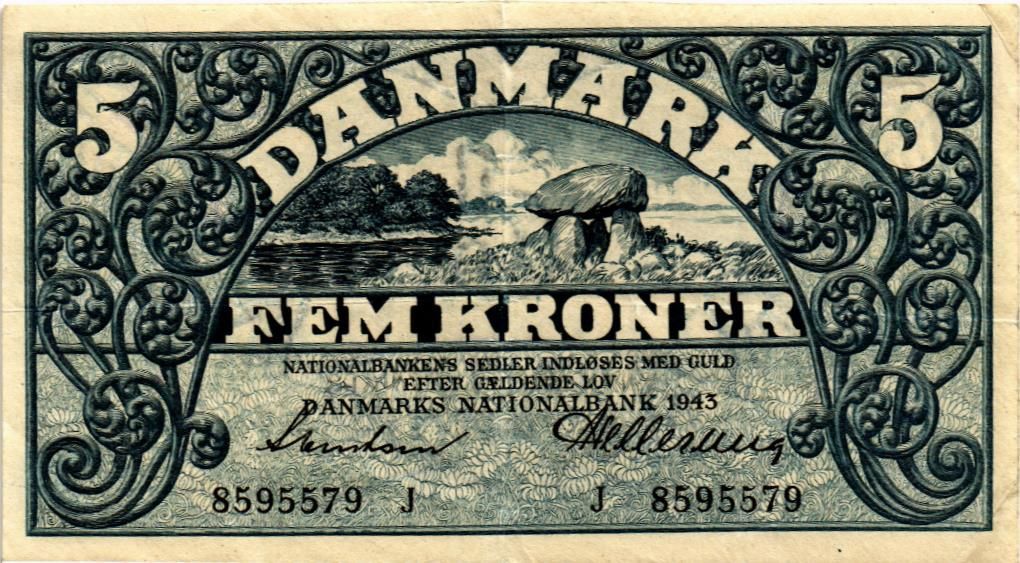 5 DANMARK 5
FEM KRONER
NATIONALBANKENS SEDLER INDLØSES MED GULD
EFTER GÆLDENDE LOV
DANMARKS NATIONALBANK 1943
8595579 J J 8595579